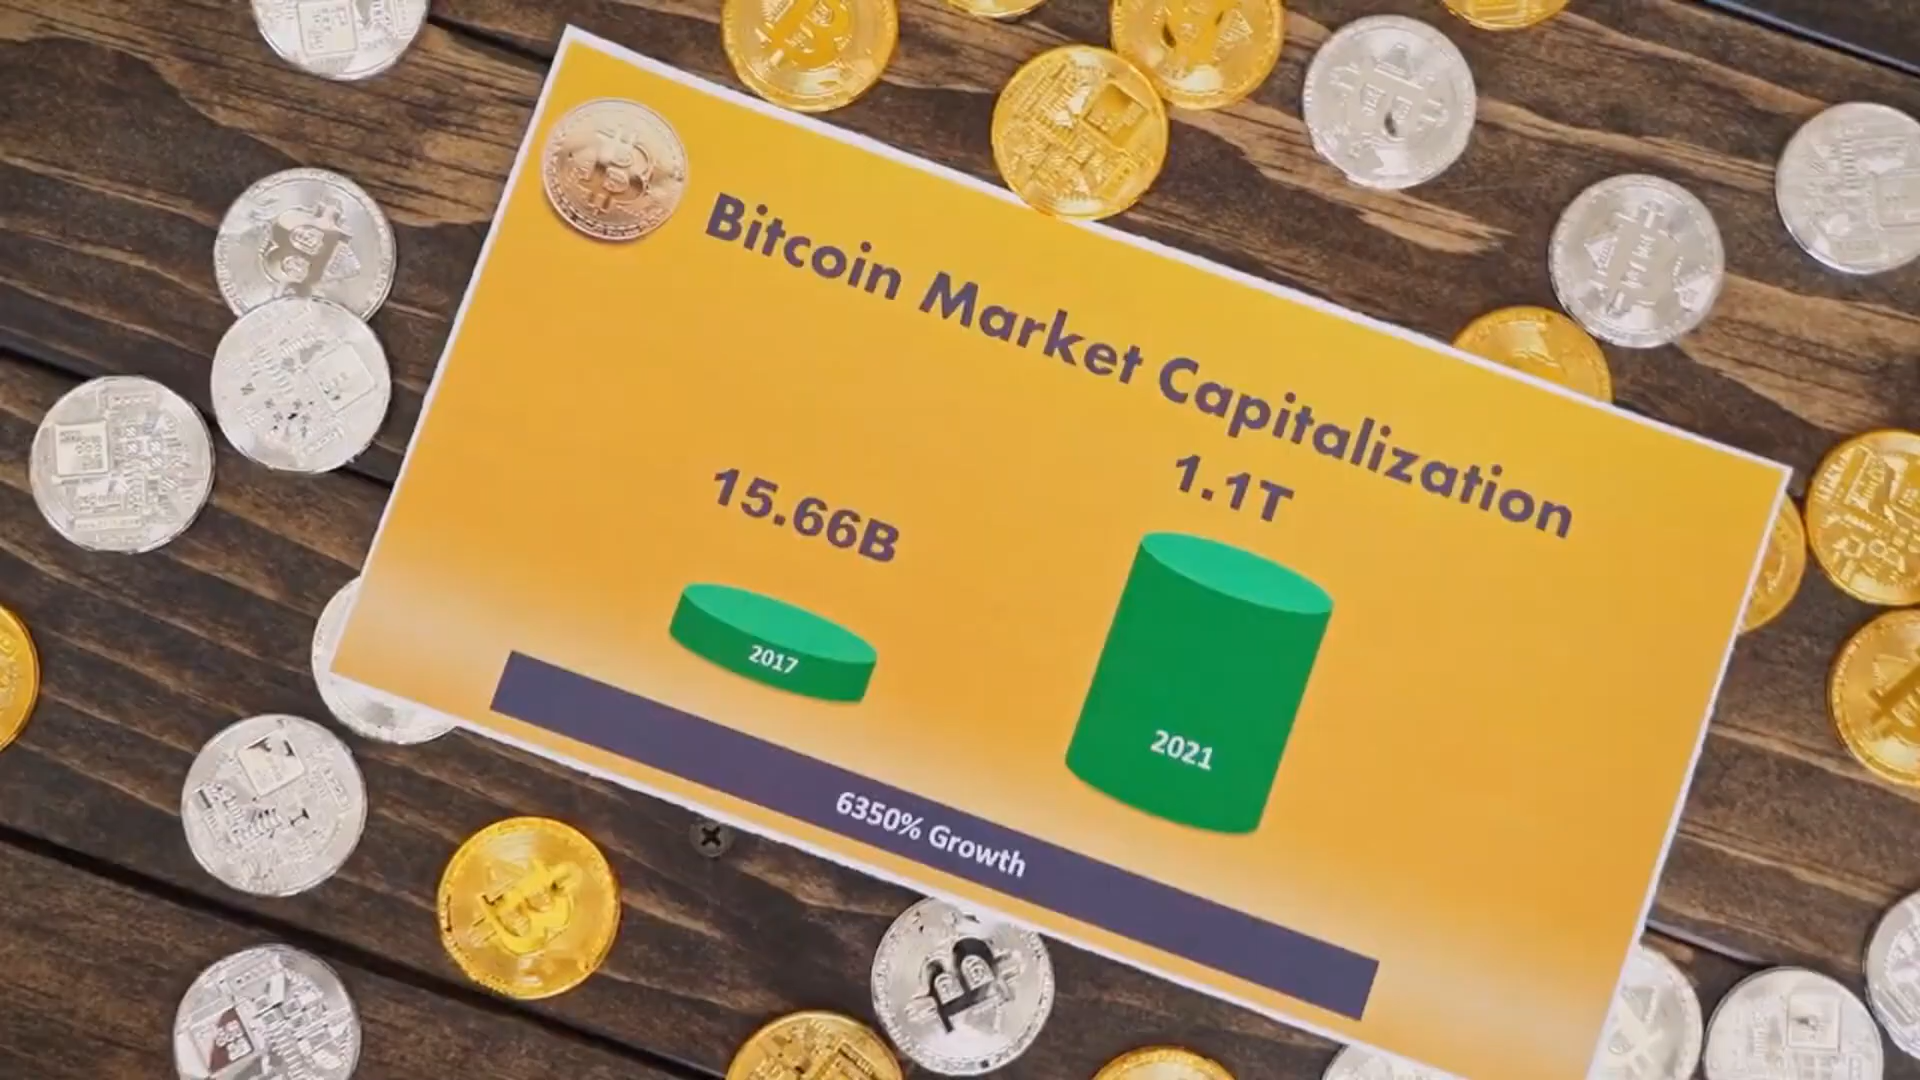 Bitcoin Market Capitalization
15.66B
1.1T
2017
2021
6350% Growth